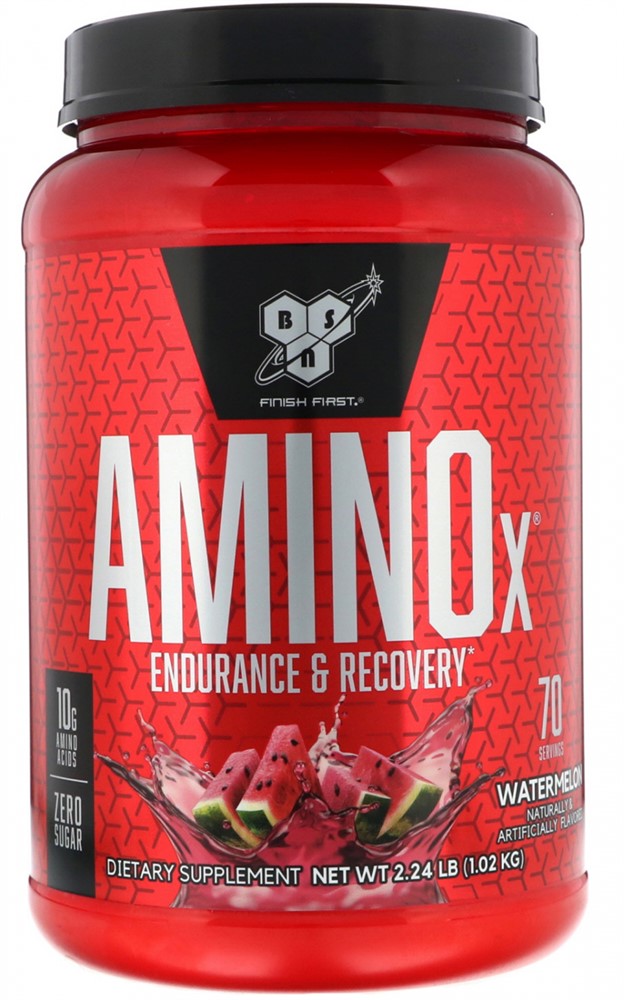 BSn
FINISH FIRST.®
AMINOx®
ENDURANCE & RECOVERY*
10G
AMINO
ACIDS
ZERO
SUGAR
70
SERVINGS
WATERMELON
NATURALLY &
ARTIFICIALLY FLAVORED
DIETARY SUPPLEMENT NET WT 2.24 LB (1.02 KG)